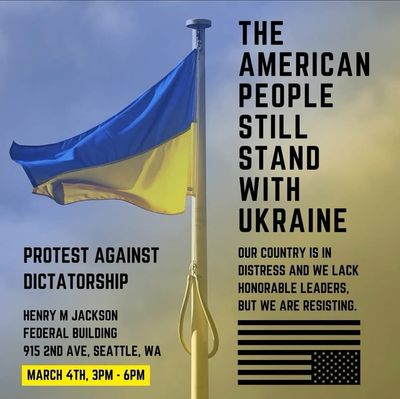 THE
AMERICAN
PEOPLE
STILL
STAND
WITH
UKRAINE
OUR COUNTRY IS IN
DISTRESS AND WE LACK
HONORABLE LEADERS,
BUT WE ARE RESISTING.
PROTEST AGAINST
DICTATORSHIP
HENRY M JACKSON
FEDERAL BUILDING
915 2ND AVE, SEATTLE, WA
MARCH 4TH, 3PM - 6PM